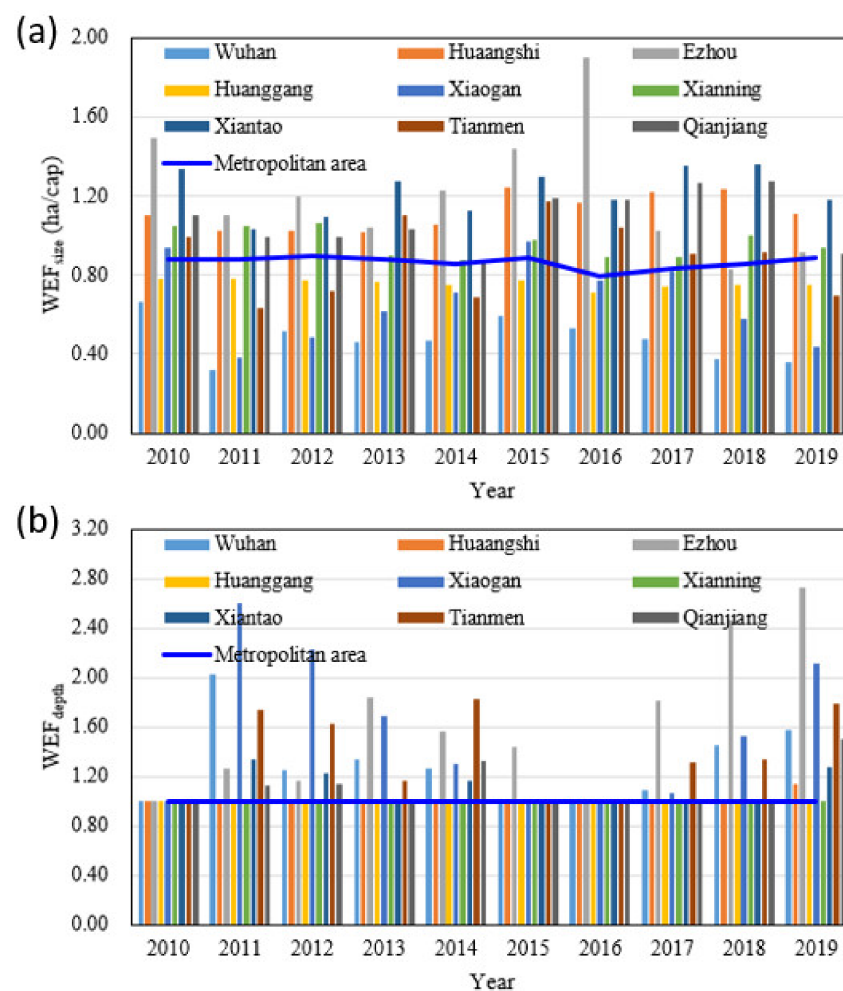 (a)
2.00
Wuhan Huaangshi Ezhou
1.60
Huanggang Xiaogan Xianning
Xiantao Tianmen Qianjiang
Metropolitan area
1.20
0.80
0.40
0.00
WEFsize (ha/cap)
2010 2011 2012 2013 2014 2015 2016 2017 2018 2019
Year
(b)
3.20
Wuhan Huaangshi Ezhou
2.80
Huanggang Xiaogan Xianning
2.40
Xiantao Tianmen Qianjiang
Metropolitan area
2.00
1.60
1.20
0.80
0.40
0.00
WEFdepth
2010 2011 2012 2013 2014 2015 2016 2017 2018 2019
Year